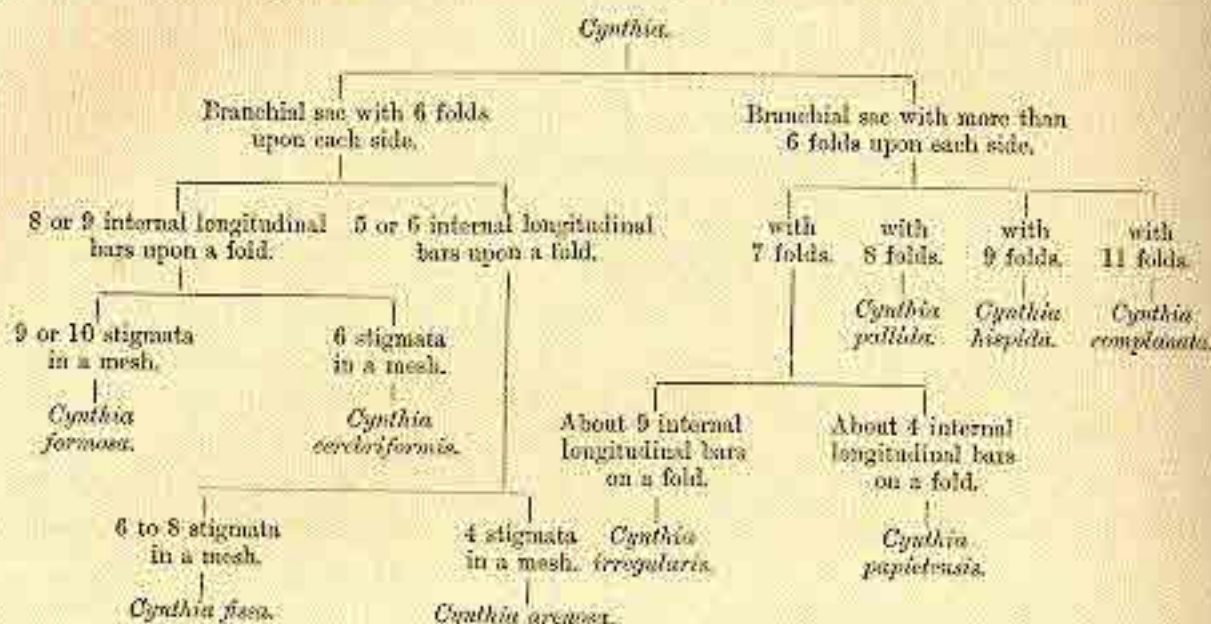 Cynthia.
Branchial sac with 6 folds
upon each side.
Branchial sac with more than
6 folds upon each side.
8 or 9 internal longitudinal
bars upon a fold.
5 or 6 internal longitudinal
bars upon a fold.
with
7 folds.
with
8 folds.
with
9 folds.
with
11 folds.
Cynthia
pallida.
Cynthia
hispida.
Cynthia
complanata.
9 or 10 stigmata
in a mesh.
6 stigmata
in a mesh.
Cynthia
formosa.
Cynthia
cerebriformis.
About 9 internal
longitudinal bars
on a fold.
About 4 internal
longitudinal bars
on a fold.
6 to 8 stigmata
in a mesh.
4 stigmata
in a mesh.
Cynthia
irregularis.
Cynthia
papietensis.
Cynthia fissa.
Cynthia arenosa.